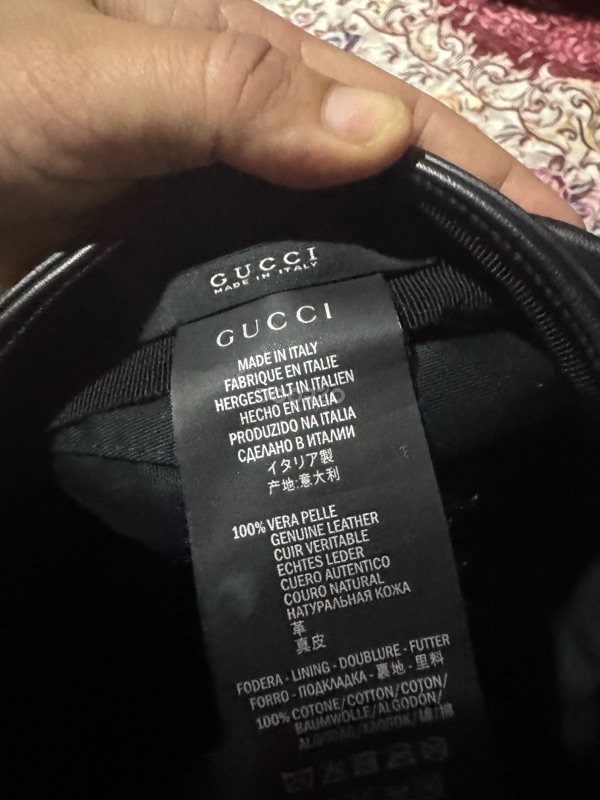 GUCCI
MADE IN ITALY
GUCCI
MADE IN ITALY
FABRIQUE EN ITALIE
HERGESTELLT IN ITALIEN
HECHO EN ITALIA
PRODUZIDO NA ITALIA
СДЕЛАНО В ИТАЛИИ
イタリア製
产地:意大利
100% VERA PELLE
GENUINE LEATHER
CUIR VERITABLE
ECHTES LEDER
CUERO AUTENTICO
COURO NATURAL
НАТУРАЛЬНАЯ КОЖА
革
真皮
FODERA - LINING - DOUBLURE - FUTTER
FORRO - ПОДКЛАДКА - 裏地 - 里料
100% COTONE/COTTON/COTON/
BAUMWOLLE/ALGODÓN/